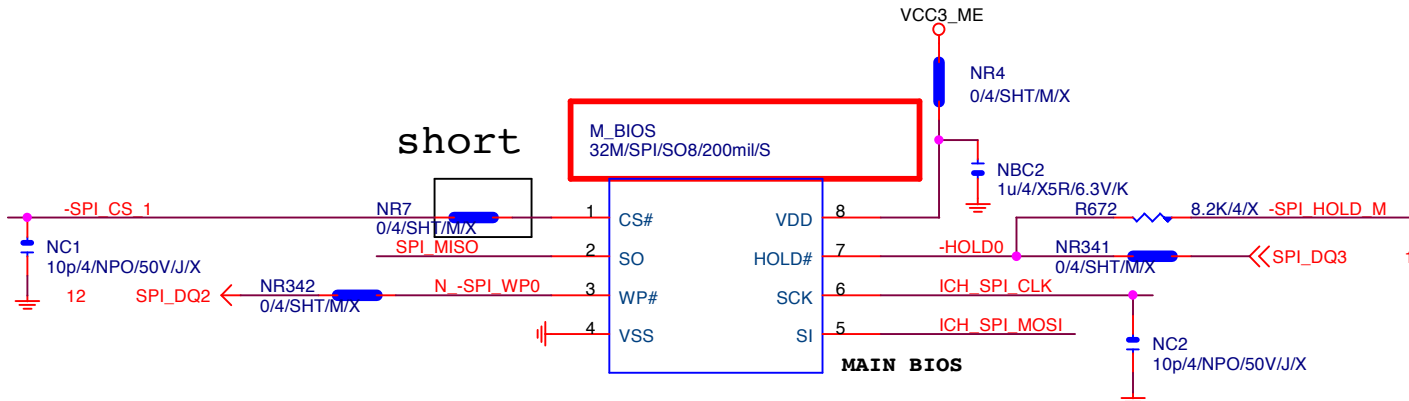 VCC3_ME
NR4
0/4/SHT/M/X
short
M_BIOS
32M/SPI/SO8/200mil/S
NBC2
1u/4/X5R/6.3V/K
-SPI_CS_1
NR7
0/4/SHT/M/X
1
CS#
VDD
8
R672
8.2K/4/X
-SPI_HOLD_M
NC1
10p/4/NPO/50V/J/X
SPI_MISO
2
SO
HOLD#
7
-HOLD0
NR341
0/4/SHT/M/X
SPI_DQ3
1
12
SPI_DQ2
NR342
0/4/SHT/M/X
N_-SPI_WP0
3
WP#
SCK
6
ICH_SPI_CLK
4
VSS
SI
5
ICH_SPI_MOSI
NC2
10p/4/NPO/50V/J/X
MAIN BIOS